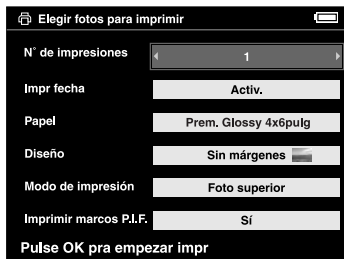 Elegir fotos para imprimir
N° de impresiones
1
Impr fecha
Activ.
Papel
Prem. Glossy 4x6pulg
Diseño
Sin márgenes
Modo de impresión
Foto superior
Imprimir marcos P.I.F.
Sí
Pulse OK pra empezar impr